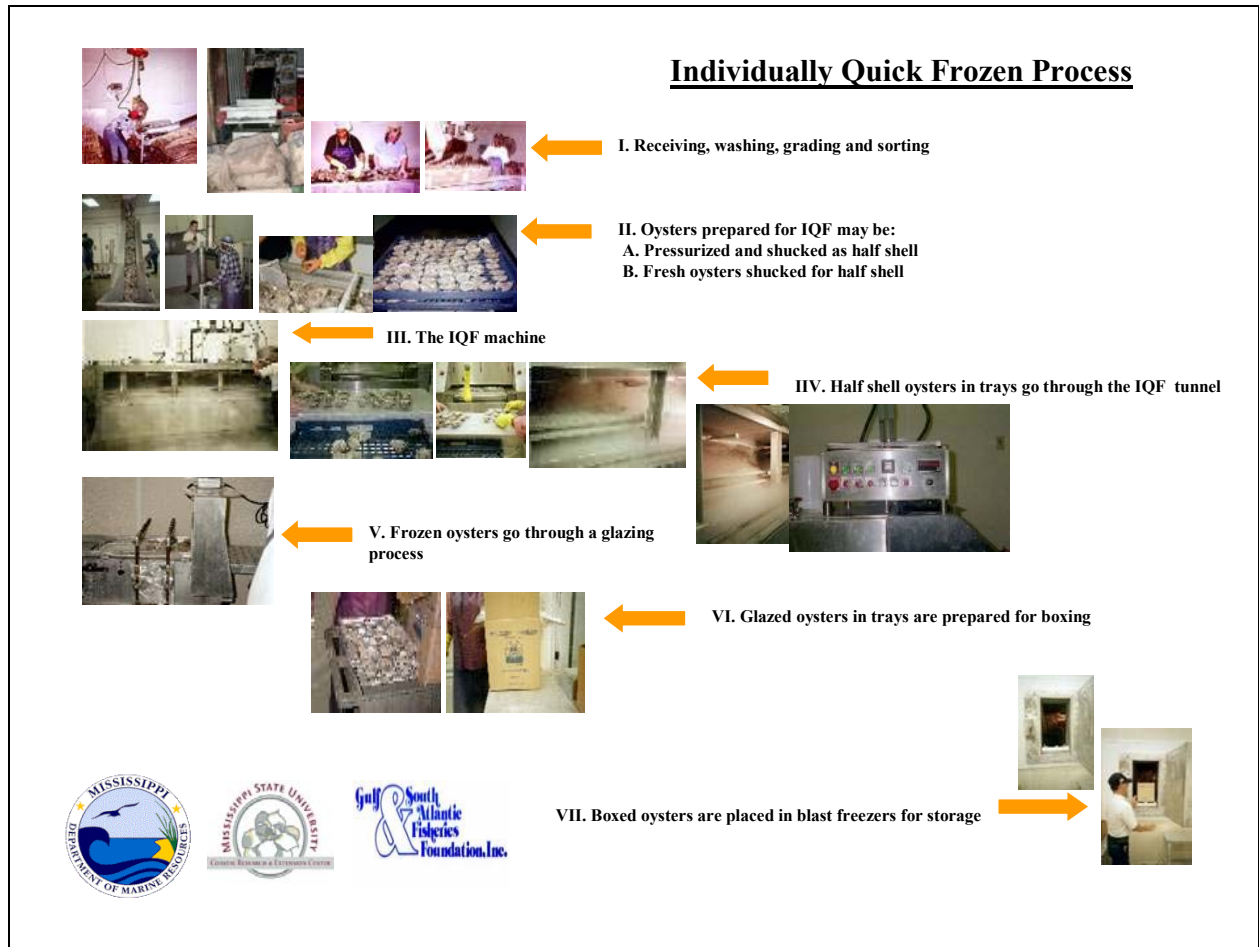 Individually Quick Frozen Process
I. Receiving, washing, grading and sorting
II. Oysters prepared for IQF may be:
A. Pressurized and shucked as half shell
B. Fresh oysters shucked for half shell
III. The IQF machine
IIV. Half shell oysters in trays go through the IQF tunnel
V. Frozen oysters go through a glazing
process
VI. Glazed oysters in trays are prepared for boxing
VII. Boxed oysters are placed in blast freezers for storage
MISSISSIPPI
DEPARTMENT OF MARINE RESOURCES
MISSISSIPPI STATE UNIVERSITY
COASTAL RESEARCH & EXTENSION CENTER
Gulf & South
Atlantic
Fisheries
Foundation, Inc.